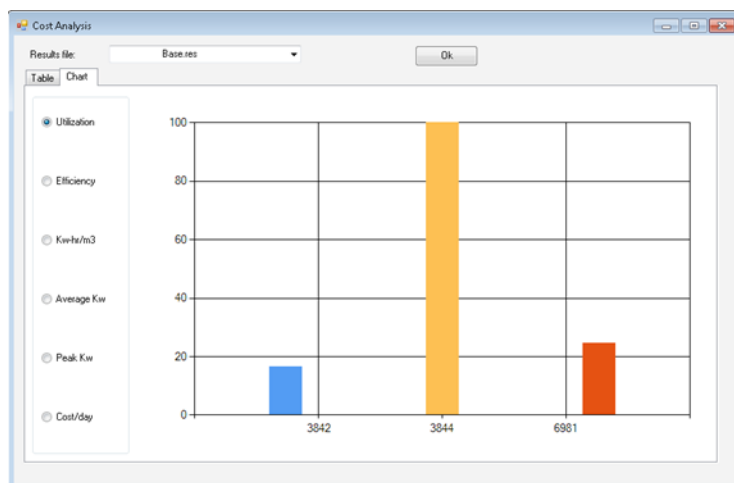 Cost Analysis
Results file: Base.res Ok
Table Chart
Utilization
Efficiency
Kw-hr/m3
Average Kw
Peak Kw
Cost/day
100
80
60
40
20
0
3842 3844 6981